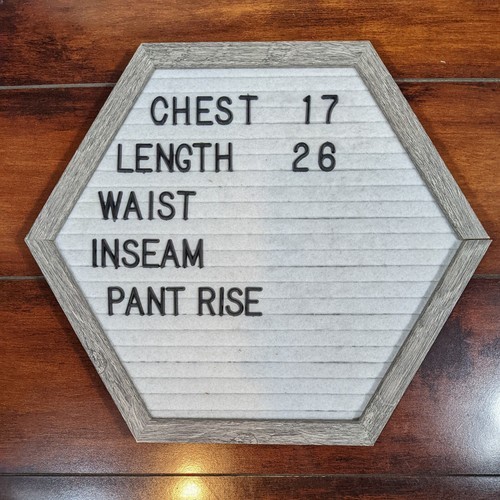 CHEST 17
LENGTH 26
WAIST
INSEAM
PANT RISE